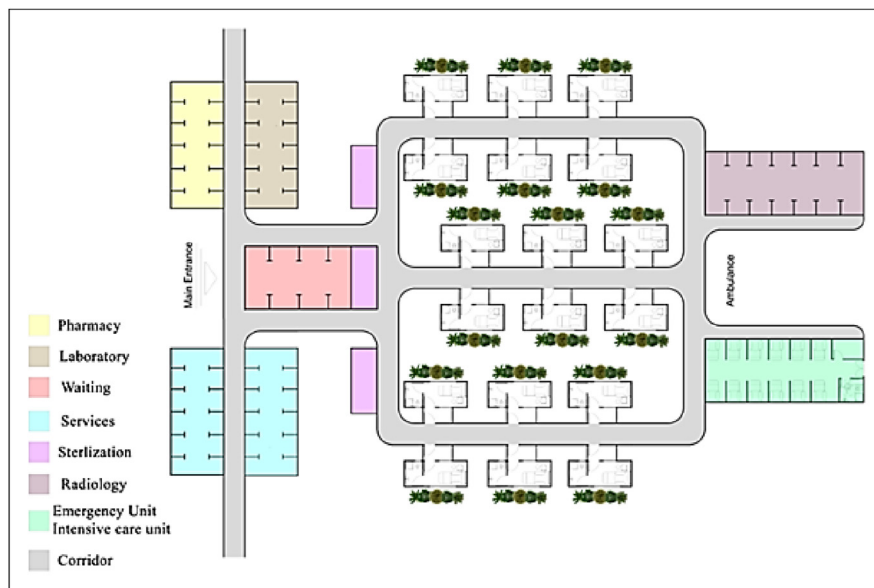 Main Entrance
Ambulance
Pharmacy
Laboratory
Waiting
Services
Sterlization
Radiology
Emergency Unit
Intensive care unit
Corridor